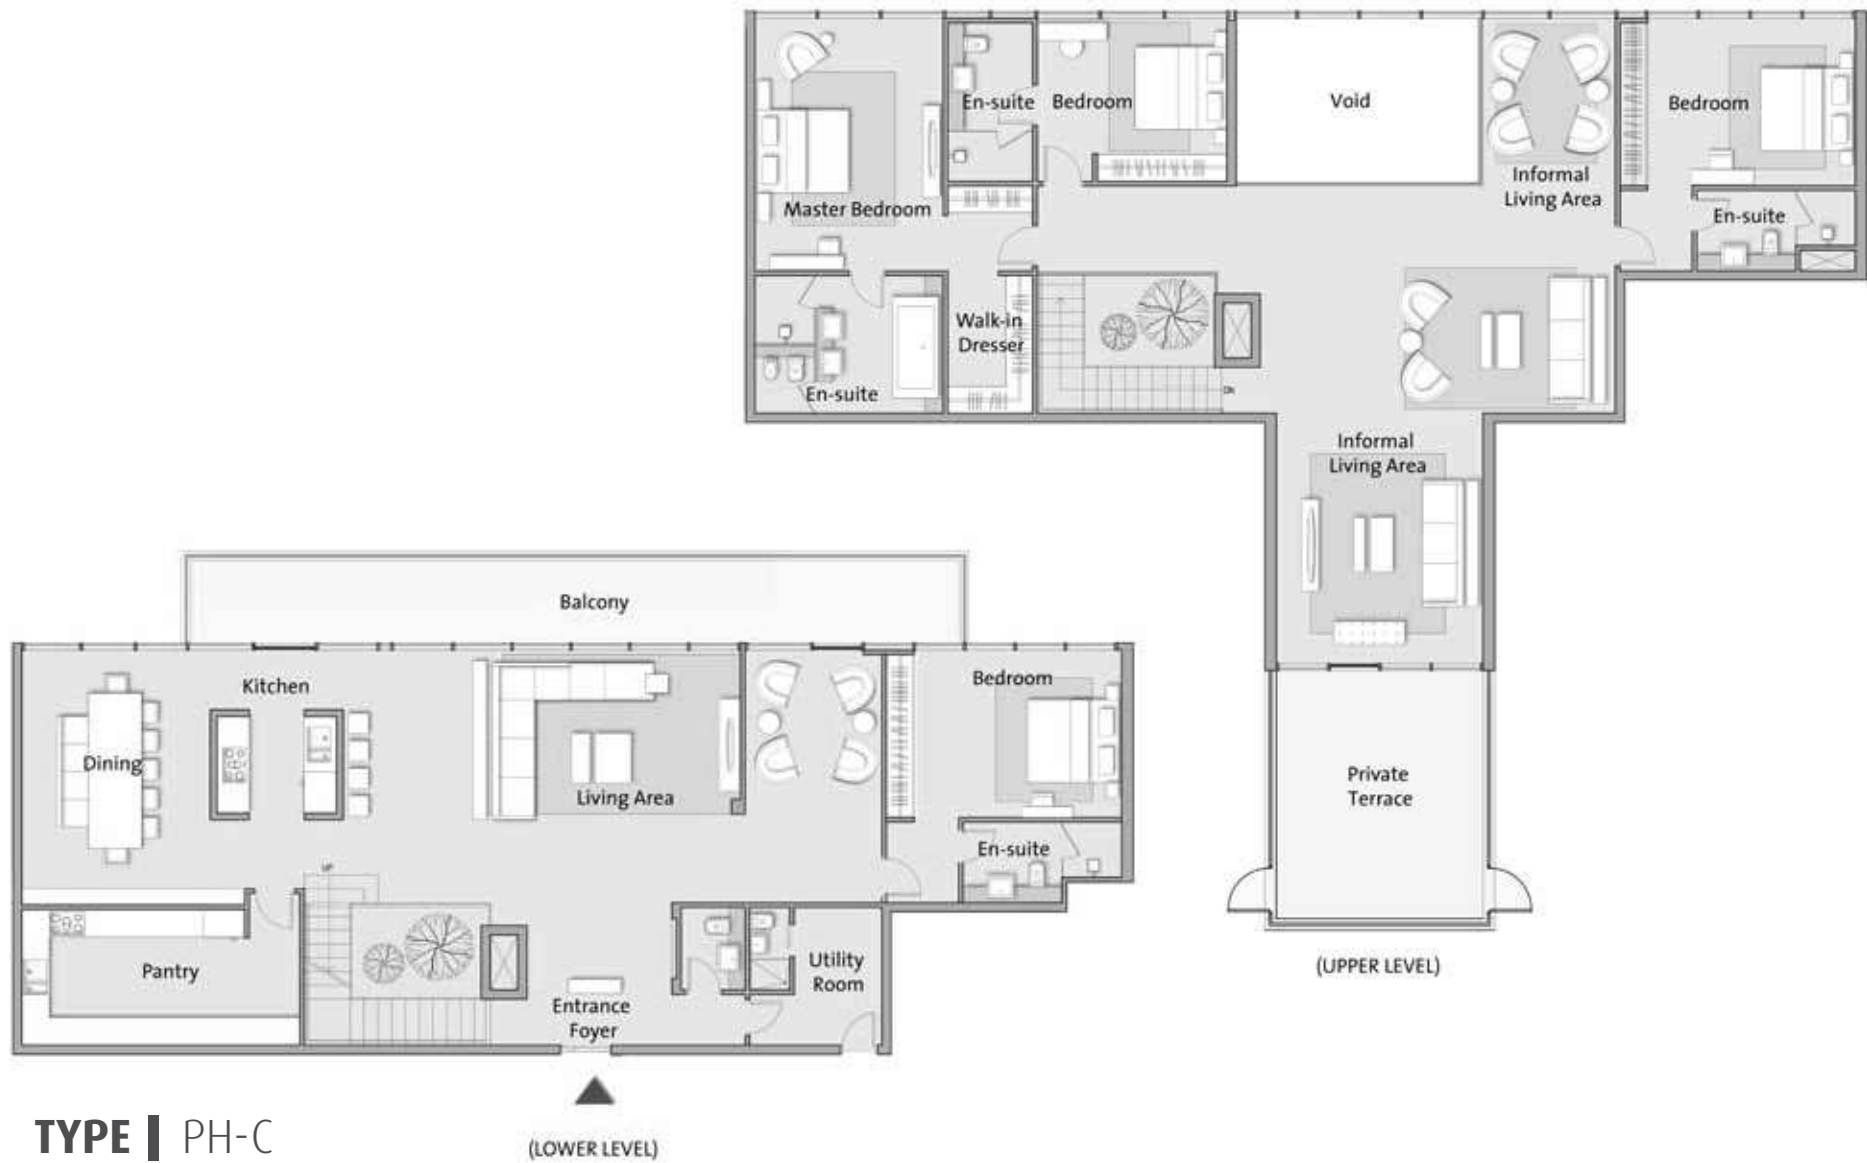 En-suite
Bedroom
Void
Bedroom
Informal
Living Area
Master Bedroom
En-suite
Walk-in
Dresser
En-suite
DN
Informal
Living Area
Private
Terrace
(UPPER LEVEL)
Balcony
Kitchen
Bedroom
Dining
Living Area
En-suite
UP
Pantry
Utility
Room
Entrance
Foyer
(LOWER LEVEL)
TYPE | PH-C